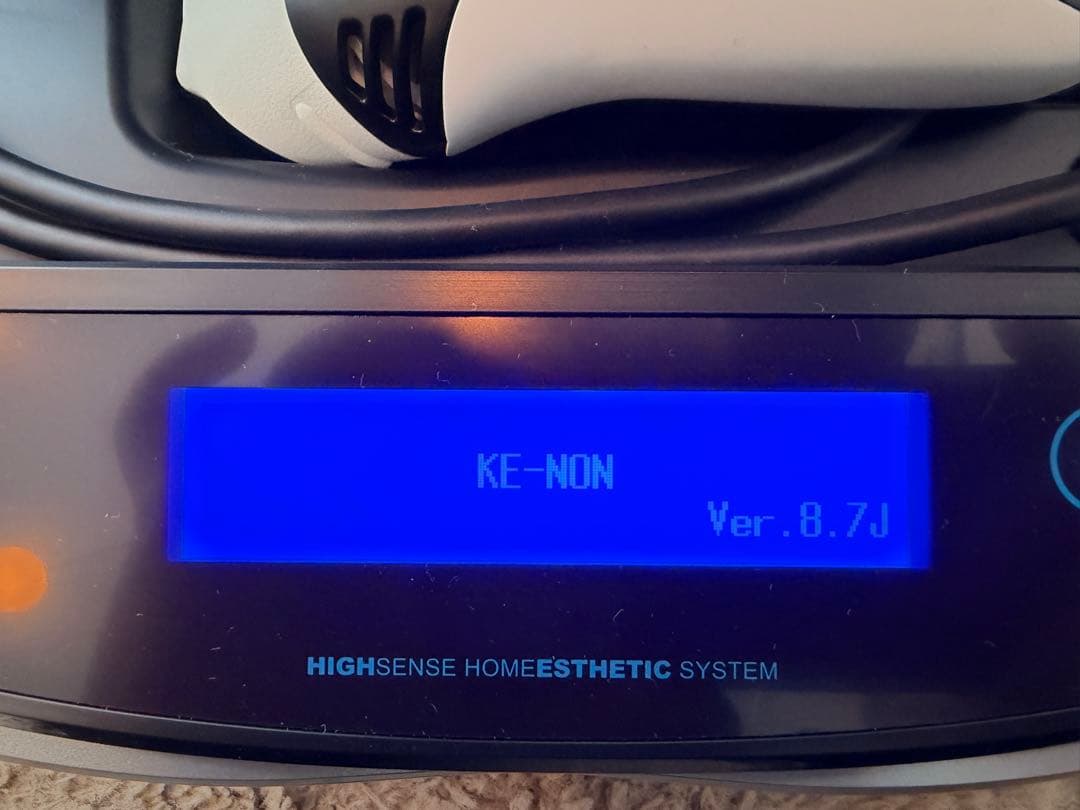 KE-NON
Ver.8.7J
HIGHSENSE HOMEESTHETIC SYSTEM